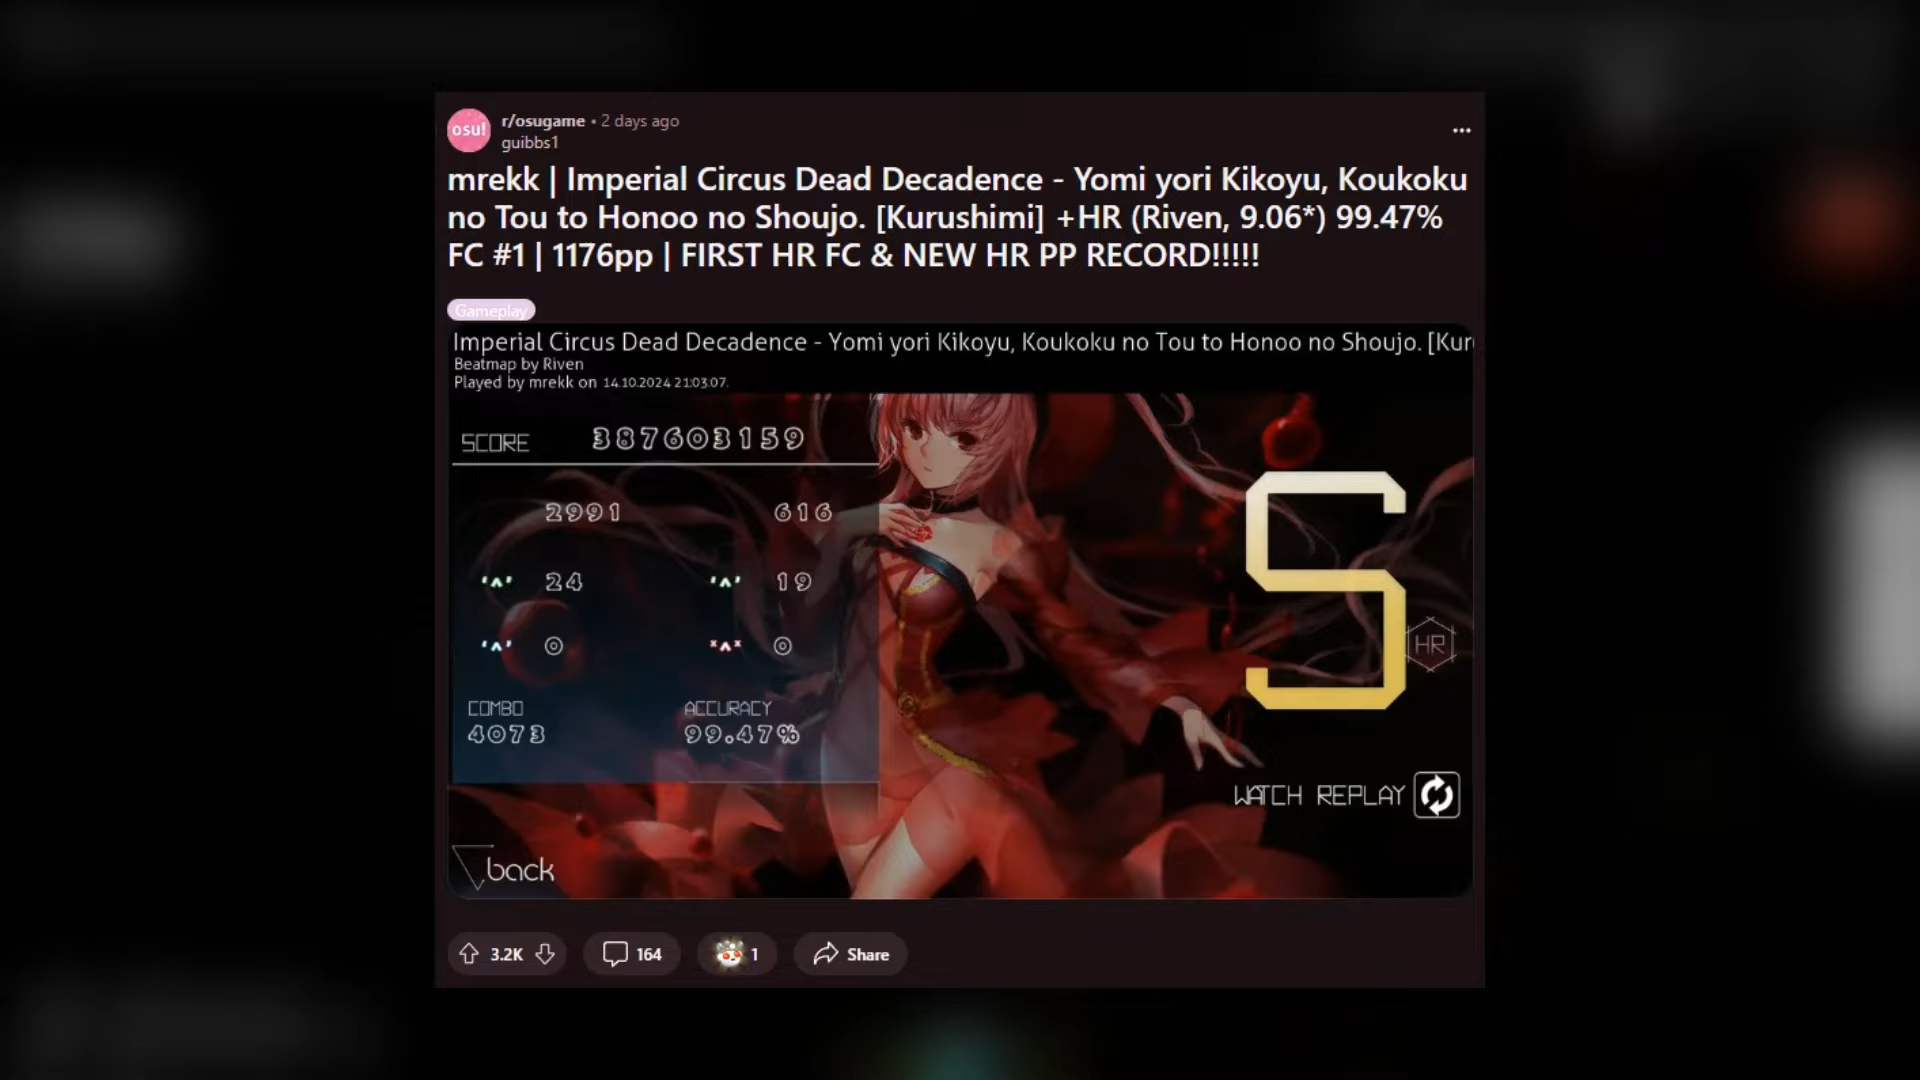 osu!
r/osugame • 2 days ago
guibbs1
mrekk | Imperial Circus Dead Decadence - Yomi yori Kikoyu, Koukoku
no Tou to Honoo no Shoujo. [Kurushimi] +HR (Riven, 9.06*) 99.47%
FC #1 | 1176pp | FIRST HR FC & NEW HR PP RECORD!!!!!
Gameplay
Imperial Circus Dead Decadence - Yomi yori Kikoyu, Koukoku no Tou to Honoo no Shoujo. [Kur
Beatmap by Riven
Played by mrekk on 14.10.2024 21:03:07.
SCORE 387603159
2991 616
'^' 24 '^' 19
'^' 0 x^x 0
HR
COMBO ACCURACY
4073 99.47%
WATCH REPLAY
back
3.2K 164 1 Share